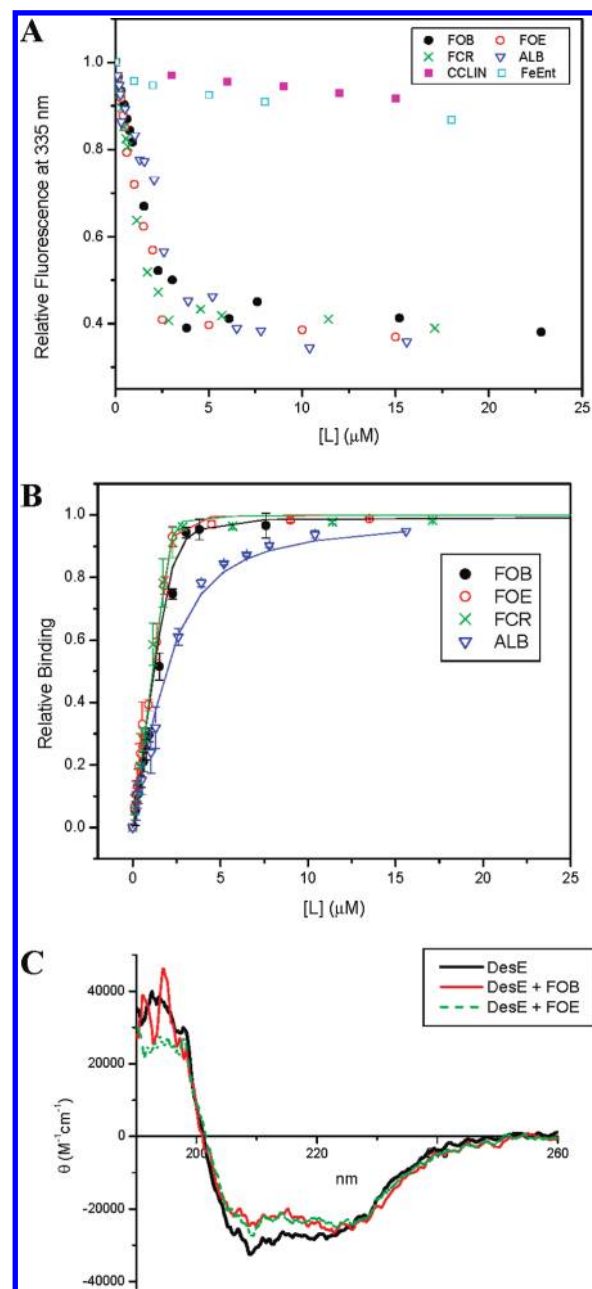 A
FOB FOE
FCR ALB
CCLIN FeEnt
1.0
0.8
0.6
0.4
Relative Fluorescence at 335 nm
0 5 10 15 20 25
[L] (μM)
B
1.0
0.8
0.6
0.4
0.2
0.0
Relative Binding
FOB
FOE
FCR
ALB
0 5 10 15 20 25
[L] (μM)
C
DesE
DesE + FOB
DesE + FOE
40000
20000
0
-20000
-40000
θ (M⁻¹cm⁻¹)
200 220 260
nm